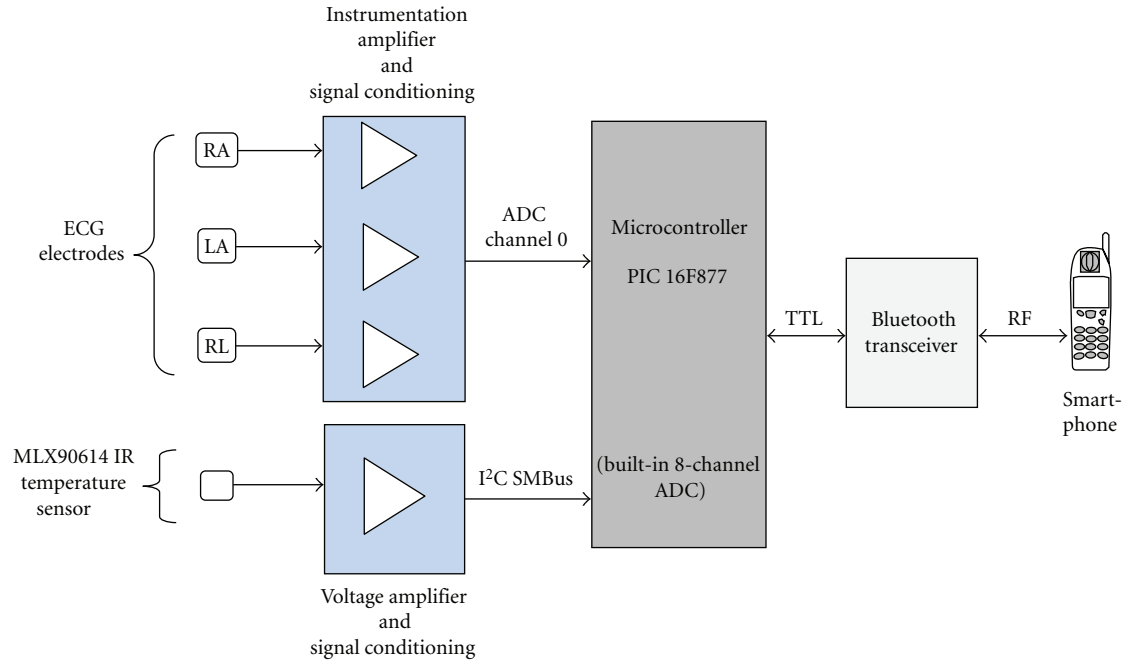 Instrumentation
amplifier
and
signal conditioning
RA
ECG
electrodes
LA
RL
ADC
channel 0
Microcontroller
PIC 16F877
(built-in 8-channel
ADC)
TTL
Bluetooth
transceiver
RF
Smart-
phone
MLX90614 IR
temperature
sensor
I²C SMBus
Voltage amplifier
and
signal conditioning